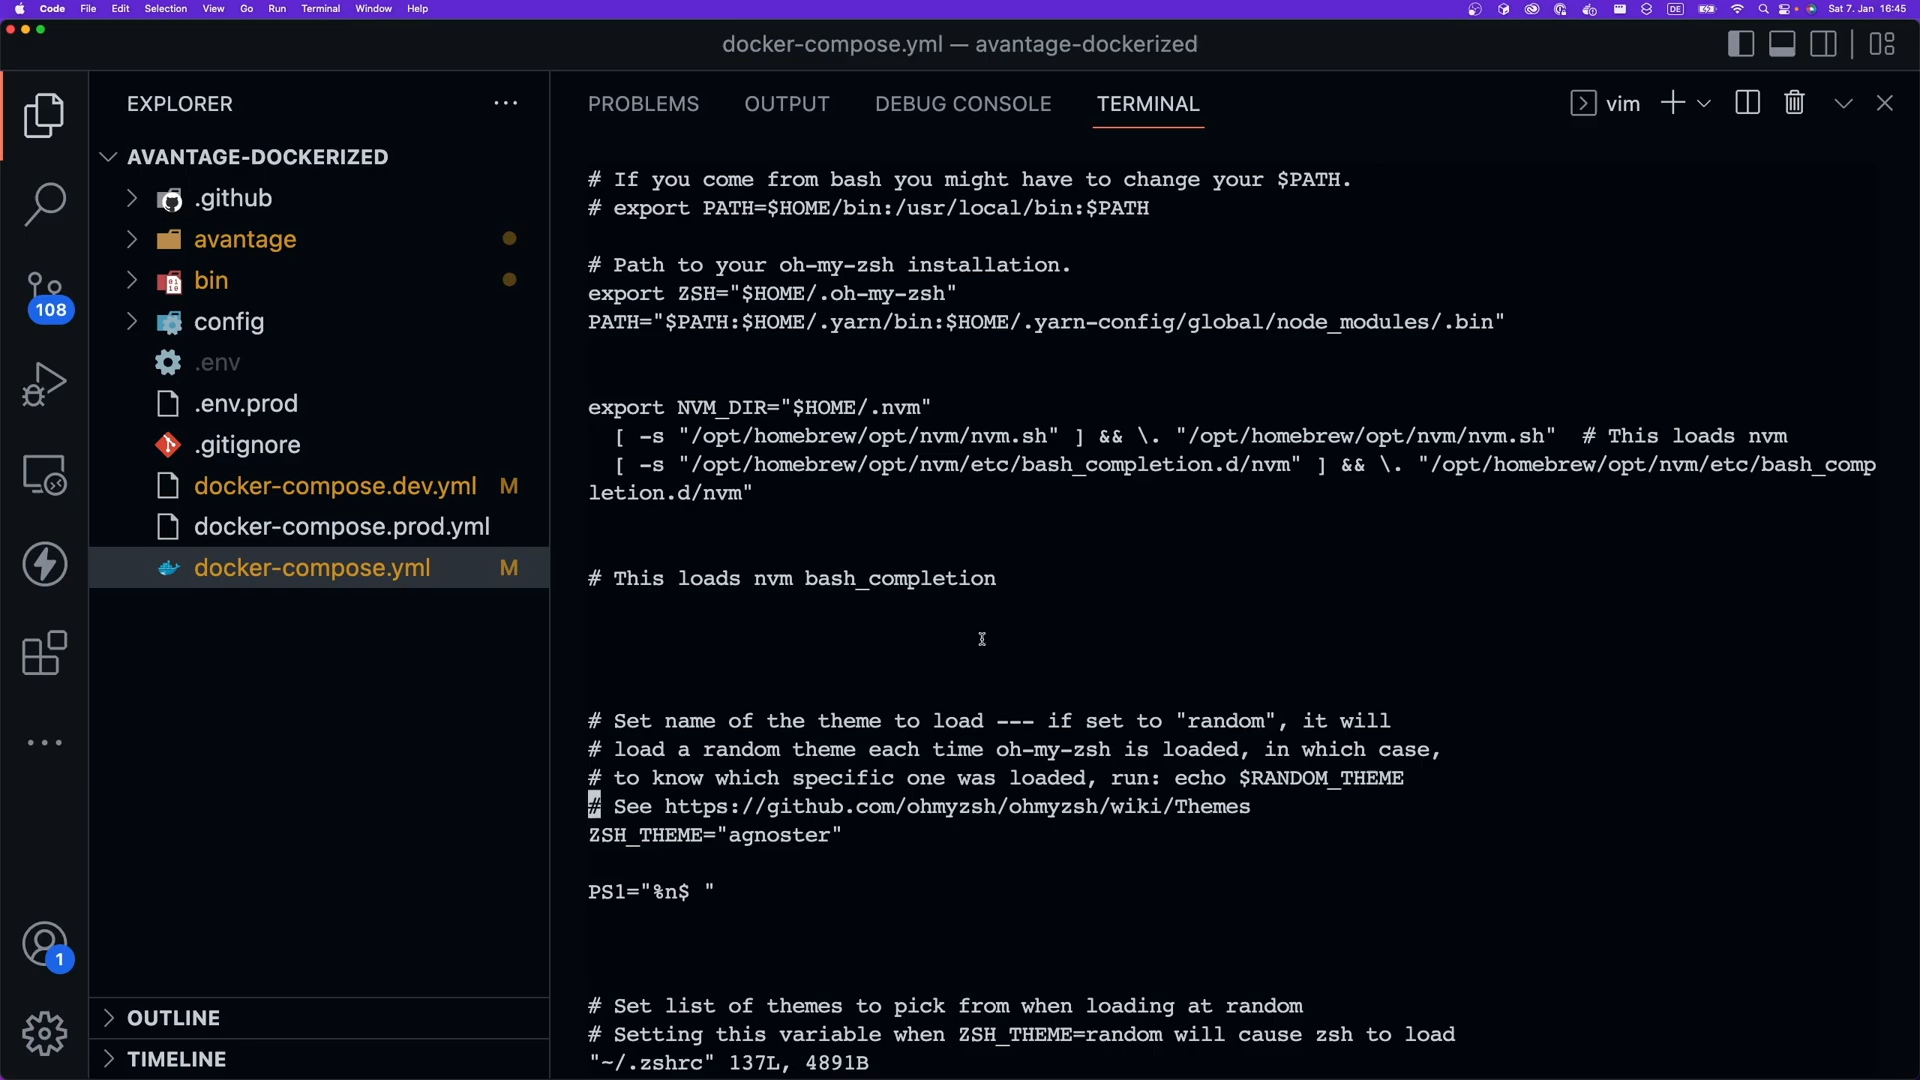 Code File Edit Selection View Go Run Terminal Window Help
DE
Sat 7. Jan 16:45
docker-compose.yml — avantage-dockerized
EXPLORER
AVANTAGE-DOCKERIZED
.github
avantage
bin
config
.env
.env.prod
.gitignore
docker-compose.dev.yml M
docker-compose.prod.yml
docker-compose.yml M
OUTLINE
TIMELINE
108
1
PROBLEMS OUTPUT DEBUG CONSOLE TERMINAL
vim
# If you come from bash you might have to change your $PATH.
# export PATH=$HOME/bin:/usr/local/bin:$PATH
# Path to your oh-my-zsh installation.
export ZSH="$HOME/.oh-my-zsh"
PATH="$PATH:$HOME/.yarn/bin:$HOME/.yarn-config/global/node_modules/.bin"
export NVM_DIR="$HOME/.nvm"
[ -s "/opt/homebrew/opt/nvm/nvm.sh" ] && \. "/opt/homebrew/opt/nvm/nvm.sh" # This loads nvm
[ -s "/opt/homebrew/opt/nvm/etc/bash_completion.d/nvm" ] && \. "/opt/homebrew/opt/nvm/etc/bash_comp
letion.d/nvm"
# This loads nvm bash_completion
# Set name of the theme to load --- if set to "random", it will
# load a random theme each time oh-my-zsh is loaded, in which case,
# to know which specific one was loaded, run: echo $RANDOM_THEME
# See https://github.com/ohmyzsh/ohmyzsh/wiki/Themes
ZSH_THEME="agnoster"
PS1="%n$ "
# Set list of themes to pick from when loading at random
# Setting this variable when ZSH_THEME=random will cause zsh to load
"~/.zshrc" 137L, 4891B